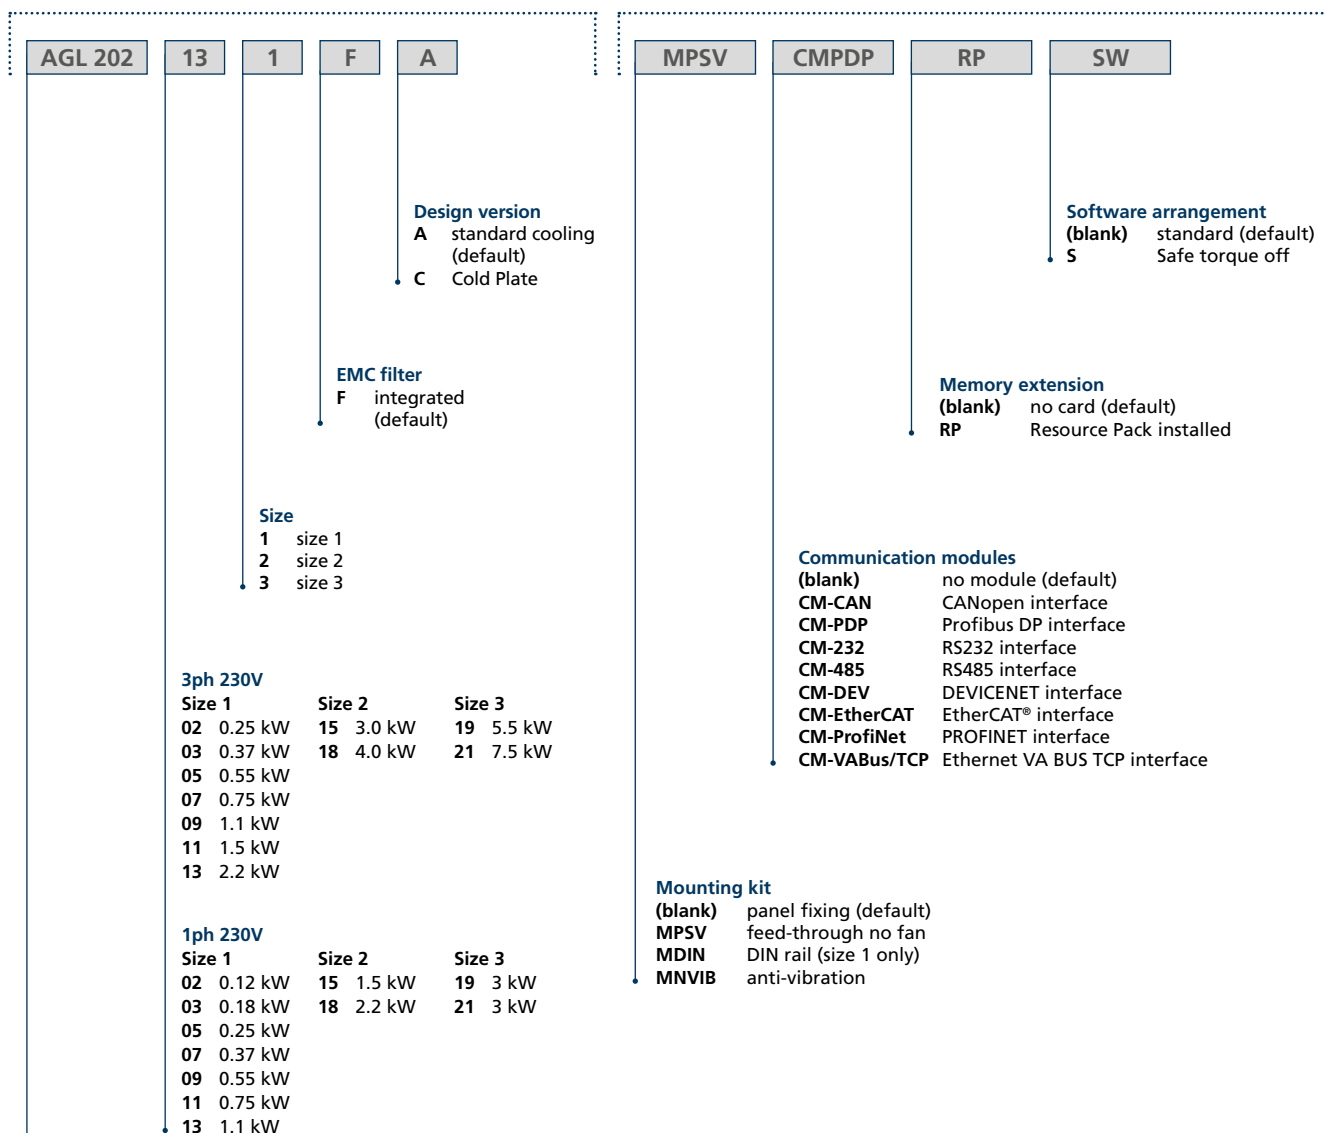 AGL 202 13 1 F A MPSV CMPDP RP SW
Design version
A standard cooling
(default)
C Cold Plate
Software arrangement
(blank) standard (default)
S Safe torque off
EMC filter
F integrated
(default)
Memory extension
(blank) no card (default)
RP Resource Pack installed
Size
1 size 1
2 size 2
3 size 3
Communication modules
(blank) no module (default)
CM-CAN CANopen interface
CM-PDP Profibus DP interface
CM-232 RS232 interface
CM-485 RS485 interface
CM-DEV DEVICENET interface
CM-EtherCAT EtherCAT® interface
CM-ProfiNet PROFINET interface
CM-VABus/TCP Ethernet VA BUS TCP interface
3ph 230V
Size 1 Size 2 Size 3
02 0.25 kW 15 3.0 kW 19 5.5 kW
03 0.37 kW 18 4.0 kW 21 7.5 kW
05 0.55 kW
07 0.75 kW
09 1.1 kW
11 1.5 kW
13 2.2 kW
Mounting kit
(blank) panel fixing (default)
MPSV feed-through no fan
MDIN DIN rail (size 1 only)
MNVIB anti-vibration
1ph 230V
Size 1 Size 2 Size 3
02 0.12 kW 15 1.5 kW 19 3 kW
03 0.18 kW 18 2.2 kW 21 3 kW
05 0.25 kW
07 0.37 kW
09 0.55 kW
11 0.75 kW
13 1.1 kW